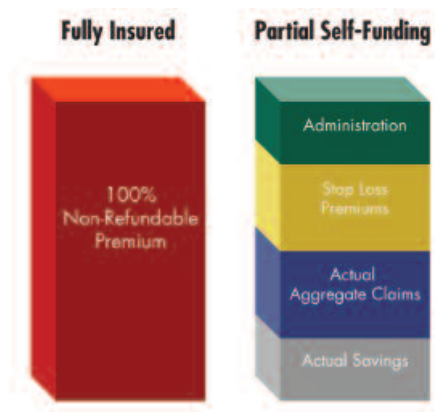 Fully Insured
Partial Self-Funding
100%
Non-Refundable
Premium
Administration
Stop Loss
Premiums
Actual
Aggregate Claims
Actual Savings